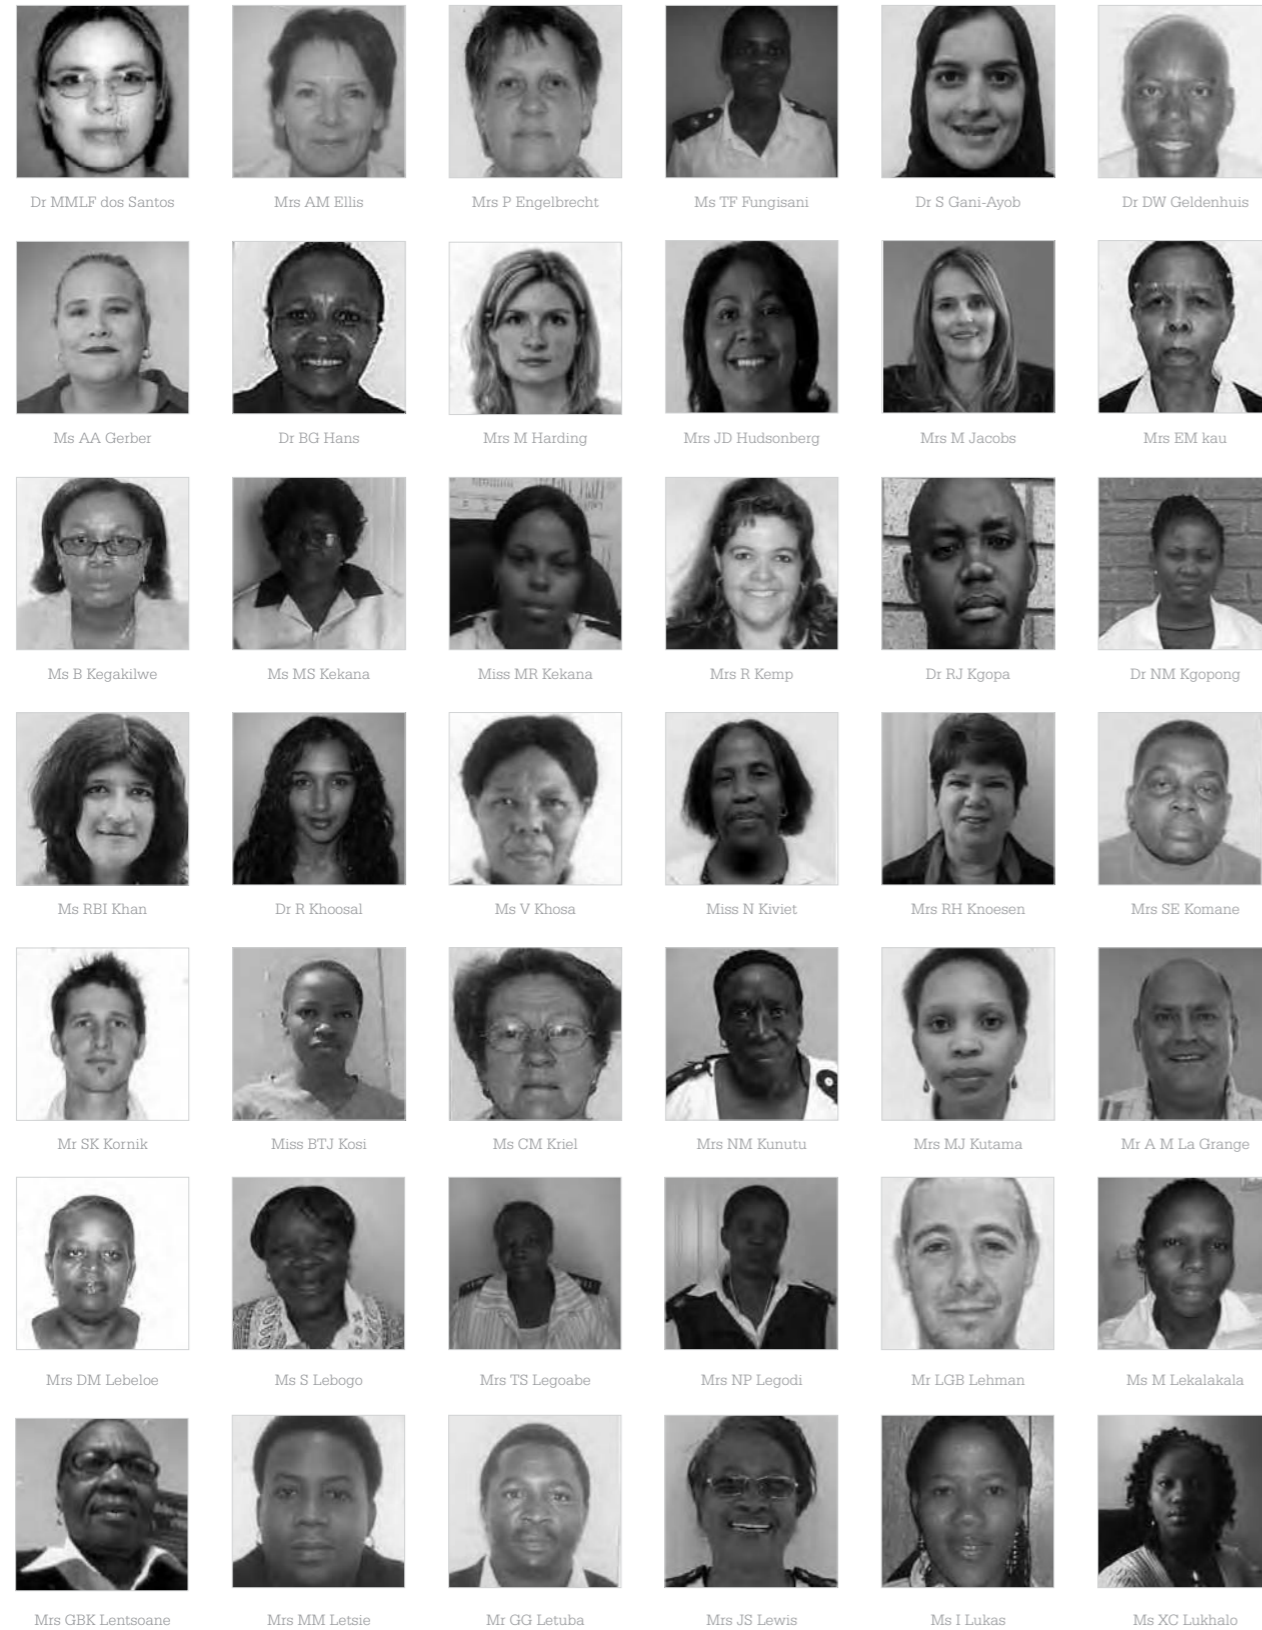 Dr MMLF dos Santos
Mrs AM Ellis
Mrs P Engelbrecht
Ms TF Fungisani
Dr S Gani-Ayob
Dr DW Geldenhuis
Ms AA Gerber
Dr BG Hans
Mrs M Harding
Mrs JD Hudsonberg
Mrs M Jacobs
Mrs EM kau
Ms B Kegakilwe
Ms MS Kekana
Miss MR Kekana
Mrs R Kemp
Dr RJ Kgopa
Dr NM Kgopong
Ms RBI Khan
Dr R Khoosal
Ms V Khosa
Miss N Kiviet
Mrs RH Knoesen
Mrs SE Komane
Mr SK Kornik
Miss BTJ Kosi
Ms CM Kriel
Mrs NM Kunutu
Mrs MJ Kutama
Mr A M La Grange
Mrs DM Lebeloe
Ms S Lebogo
Mrs TS Legoabe
Mrs NP Legodi
Mr LGB Lehman
Ms M Lekalakala
Mrs GBK Lentsoane
Mrs MM Letsie
Mr GG Letuba
Mrs JS Lewis
Ms I Lukas
Ms XC Lukhalo